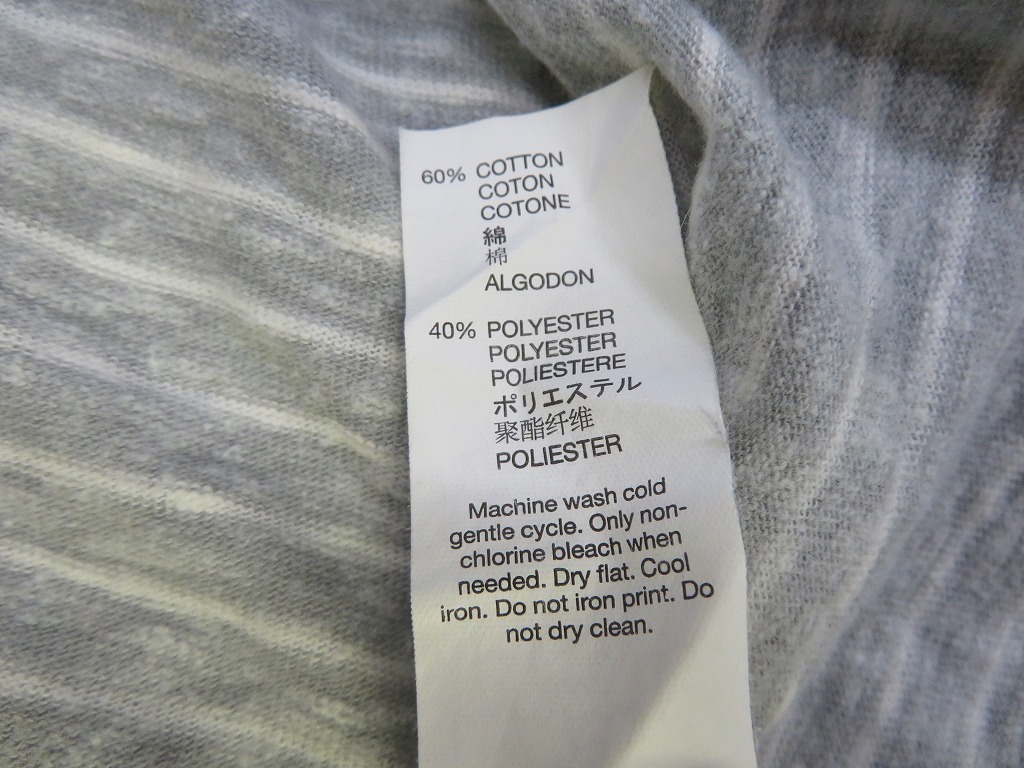 60% COTTON
COTON
COTONE
綿
棉
ALGODON
40% POLYESTER
POLYESTER
POLIESTERE
ポリエステル
聚酯纤维
POLIESTER
Machine wash cold
gentle cycle. Only non-
chlorine bleach when
needed. Dry flat. Cool
iron. Do not iron print. Do
not dry clean.